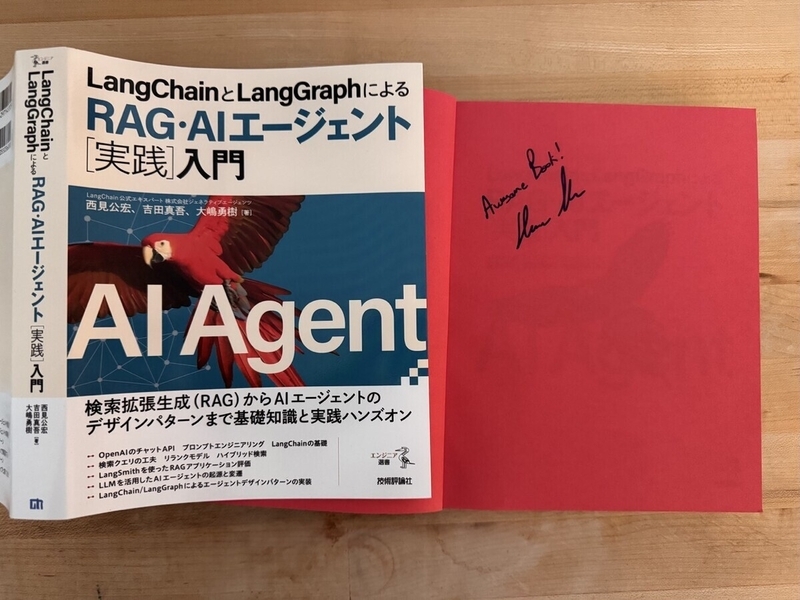 LangChainと
LangGraphによる
RAG・AIエージェント
[実践]入門
西見公宏
吉田真吾
大嶋勇樹
[著]
LangChainとLangGraphによる
RAG・AIエージェント
[実践]入門
LangChain公式エキスパート 株式会社ジェネラティブエージェンツ
西見公宏、吉田真吾、大嶋勇樹[著]
AI Agent
検索拡張生成(RAG)からAIエージェントの
デザインパターンまで基礎知識と実践ハンズオン
-- OpenAIのチャットAPI プロンプトエンジニアリング LangChainの基礎
-- 検索クエリの工夫 リランクモデル ハイブリッド検索
-- LangSmithを使ったRAGアプリケーション評価
-- LLMを活用したAIエージェントの起源と変遷
-- LangChain/LangGraphによるエージェントデザインパターンの実装
エンジニア
選書
技術評論社
Awesome Book!